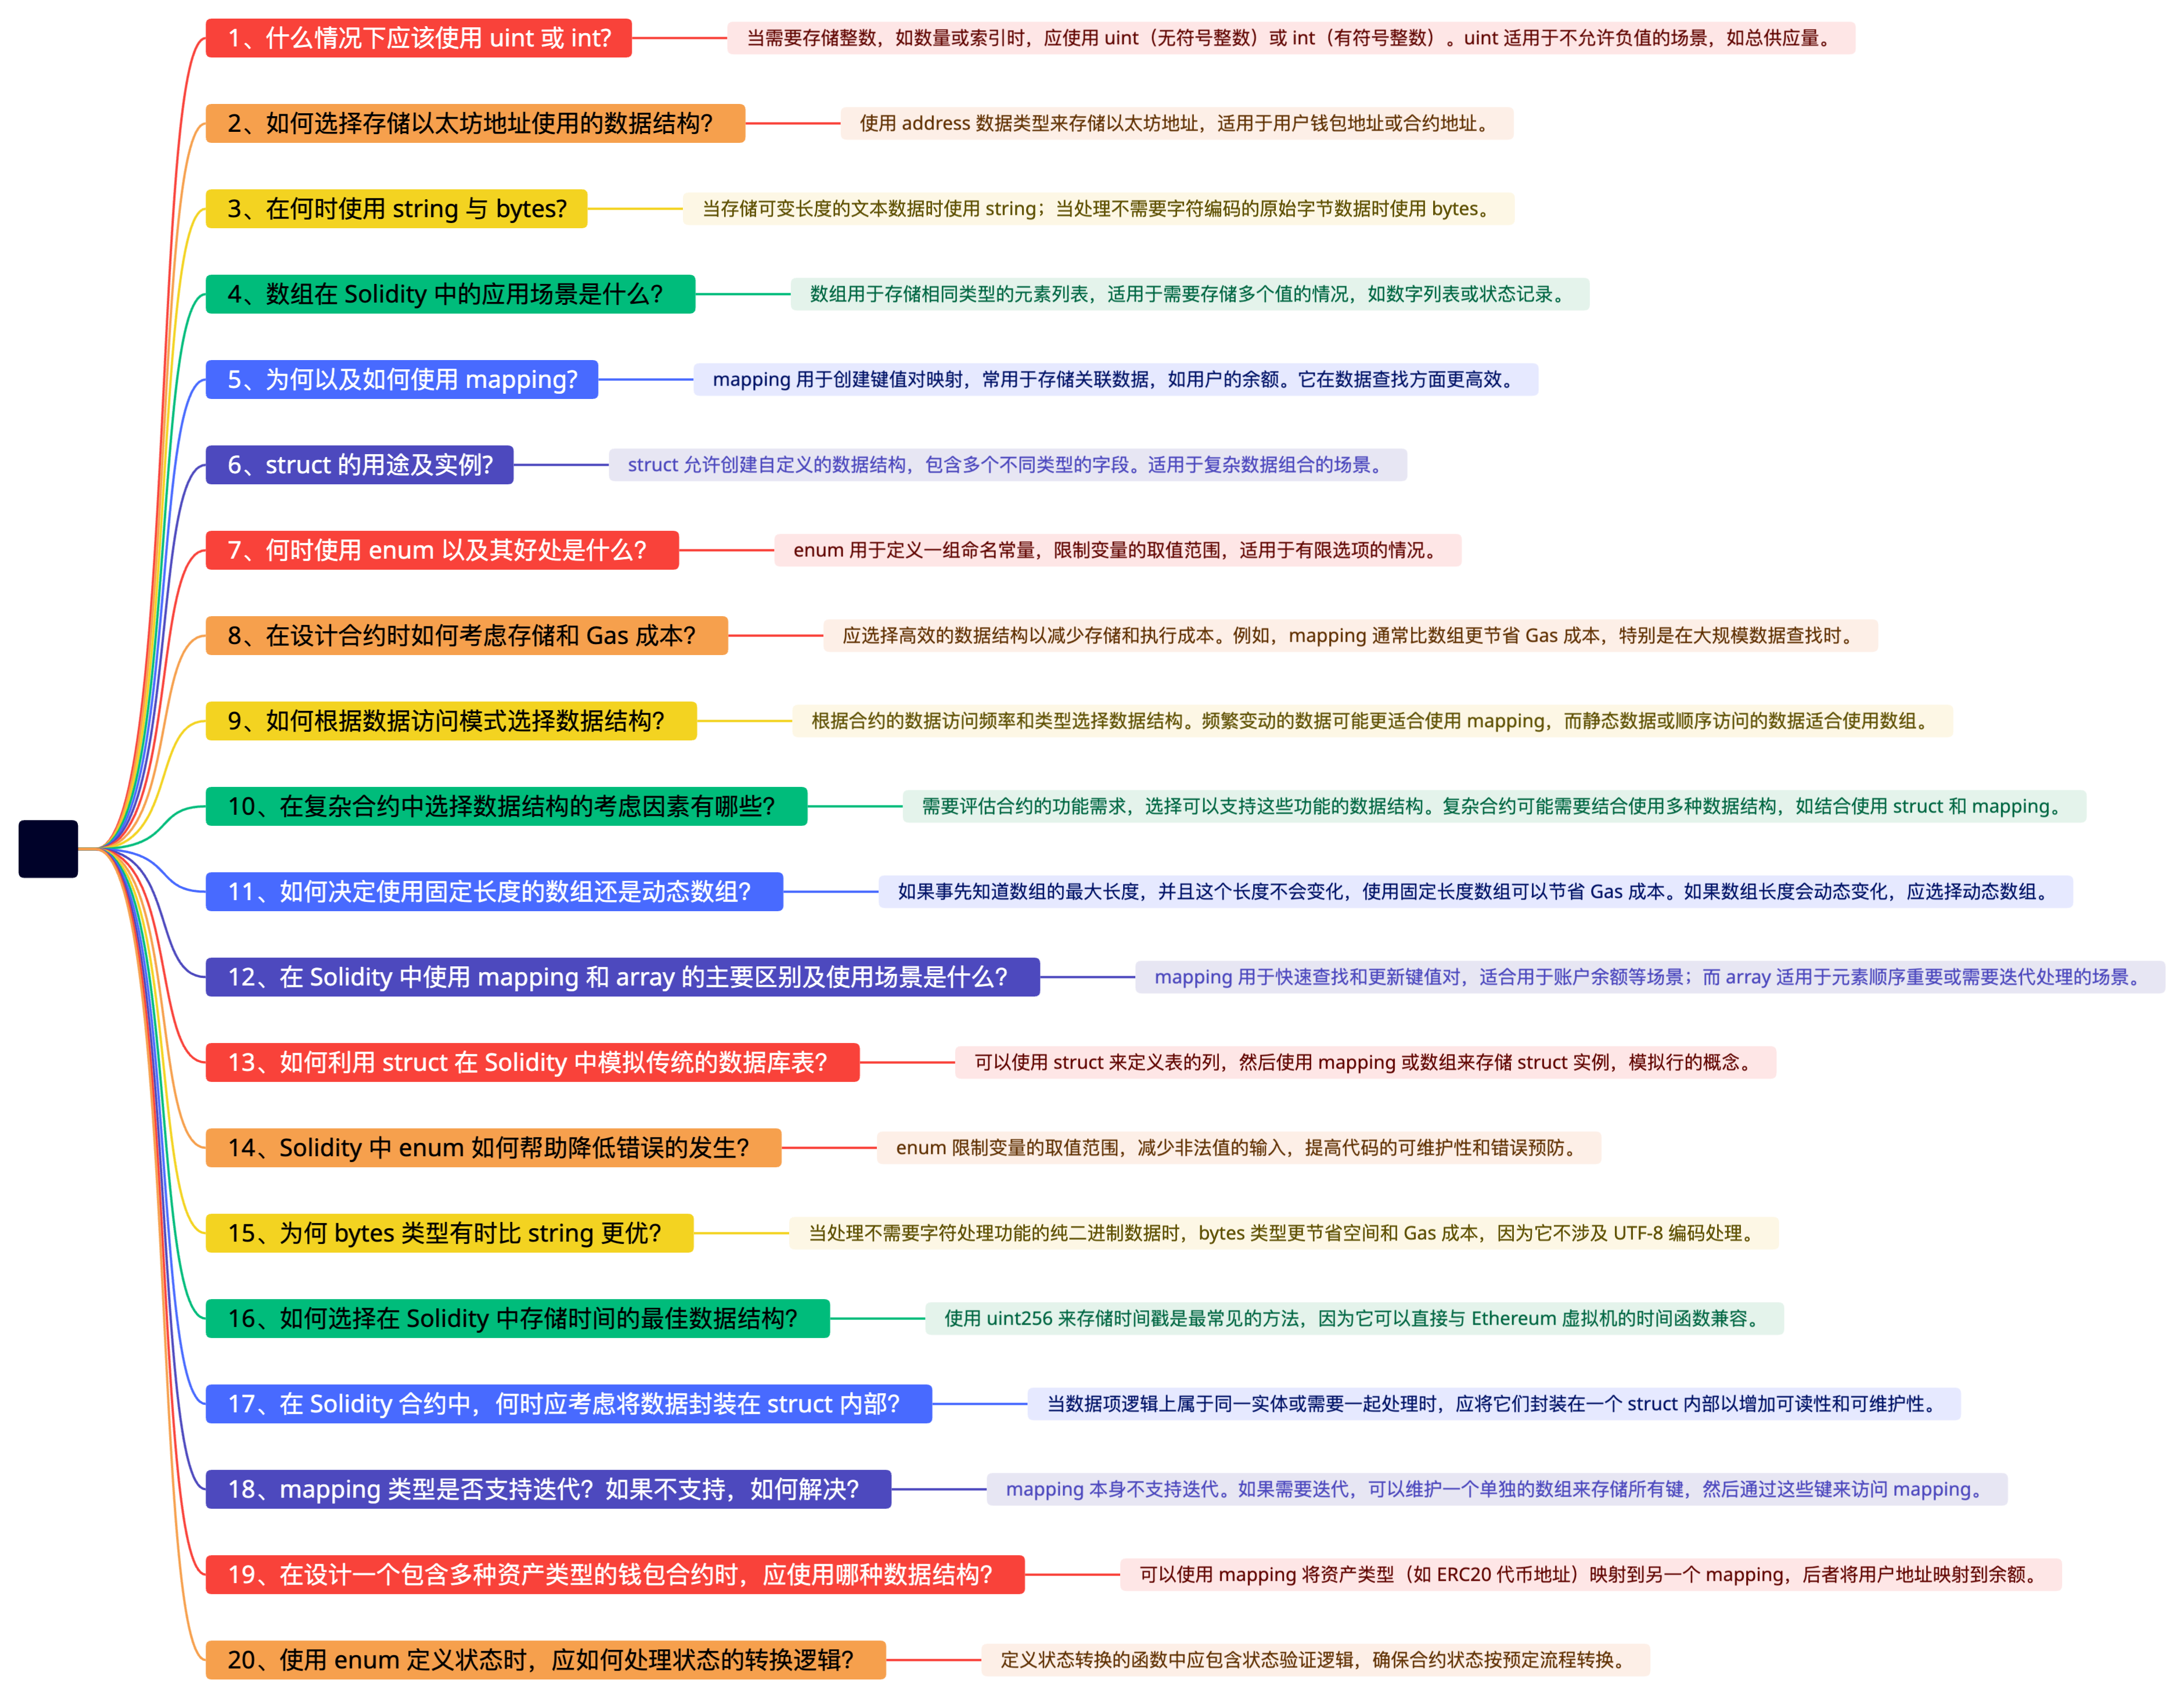 1、什么情况下应该使用 uint 或 int?
当需要存储整数，如数量或索引时，应使用 uint（无符号整数）或 int（有符号整数）。uint 适用于不允许负值的场景，如总供应量。
2、如何选择存储以太坊地址使用的数据结构？
使用 address 数据类型来存储以太坊地址，适用于用户钱包地址或合约地址。
3、在何时使用 string 与 bytes?
当存储可变长度的文本数据时使用 string；当处理不需要字符编码的原始字节数据时使用 bytes。
4、数组在 Solidity 中的应用场景是什么？
数组用于存储相同类型的元素列表，适用于需要存储多个值的情况，如数字列表或状态记录。
5、为何以及如何使用 mapping?
mapping 用于创建键值对映射，常用于存储关联数据，如用户的余额。它在数据查找方面更高效。
6、struct 的用途及实例?
struct 允许创建自定义的数据结构，包含多个不同类型的字段。适用于复杂数据组合的场景。
7、何时使用 enum 以及其好处是什么？
enum 用于定义一组命名常量，限制变量的取值范围，适用于有限选项的情况。
8、在设计合约时如何考虑存储和 Gas 成本？
应选择高效的数据结构以减少存储和执行成本。例如，mapping 通常比数组更节省 Gas 成本，特别是在大规模数据查找时。
9、如何根据数据访问模式选择数据结构？
根据合约的数据访问频率和类型选择数据结构。频繁变动的数据可能更适合使用 mapping，而静态数据或顺序访问的数据适合使用数组。
10、在复杂合约中选择数据结构的考虑因素有哪些？
需要评估合约的功能需求，选择可以支持这些功能的数据结构。复杂合约可能需要结合使用多种数据结构，如结合使用 struct 和 mapping。
11、如何决定使用固定长度的数组还是动态数组？
如果事先知道数组的最大长度，并且这个长度不会变化，使用固定长度数组可以节省 Gas 成本。如果数组长度会动态变化，应选择动态数组。
12、在 Solidity 中使用 mapping 和 array 的主要区别及使用场景是什么？
mapping 用于快速查找和更新键值对，适合用于账户余额等场景；而 array 适用于元素顺序重要或需要迭代处理的场景。
13、如何利用 struct 在 Solidity 中模拟传统的数据库表？
可以使用 struct 来定义表的列，然后使用 mapping 或数组来存储 struct 实例，模拟行的概念。
14、Solidity 中 enum 如何帮助降低错误的发生？
enum 限制变量的取值范围，减少非法值的输入，提高代码的可维护性和错误预防。
15、为何 bytes 类型有时比 string 更优？
当处理不需要字符处理功能的纯二进制数据时，bytes 类型更节省空间和 Gas 成本，因为它不涉及 UTF-8 编码处理。
16、如何选择在 Solidity 中存储时间的最佳数据结构？
使用 uint256 来存储时间戳是最常见的方法，因为它可以直接与 Ethereum 虚拟机的时间函数兼容。
17、在 Solidity 合约中，何时应考虑将数据封装在 struct 内部？
当数据项逻辑上属于同一实体或需要一起处理时，应将它们封装在一个 struct 内部以增加可读性和可维护性。
18、mapping 类型是否支持迭代？如果不支持，如何解决？
mapping 本身不支持迭代。如果需要迭代，可以维护一个单独的数组来存储所有键，然后通过这些键来访问 mapping。
19、在设计一个包含多种资产类型的钱包合约时，应使用哪种数据结构？
可以使用 mapping 将资产类型（如 ERC20 代币地址）映射到另一个 mapping，后者将用户地址映射到余额。
20、使用 enum 定义状态时，应如何处理状态的转换逻辑？
定义状态转换的函数中应包含状态验证逻辑，确保合约状态按预定流程转换。